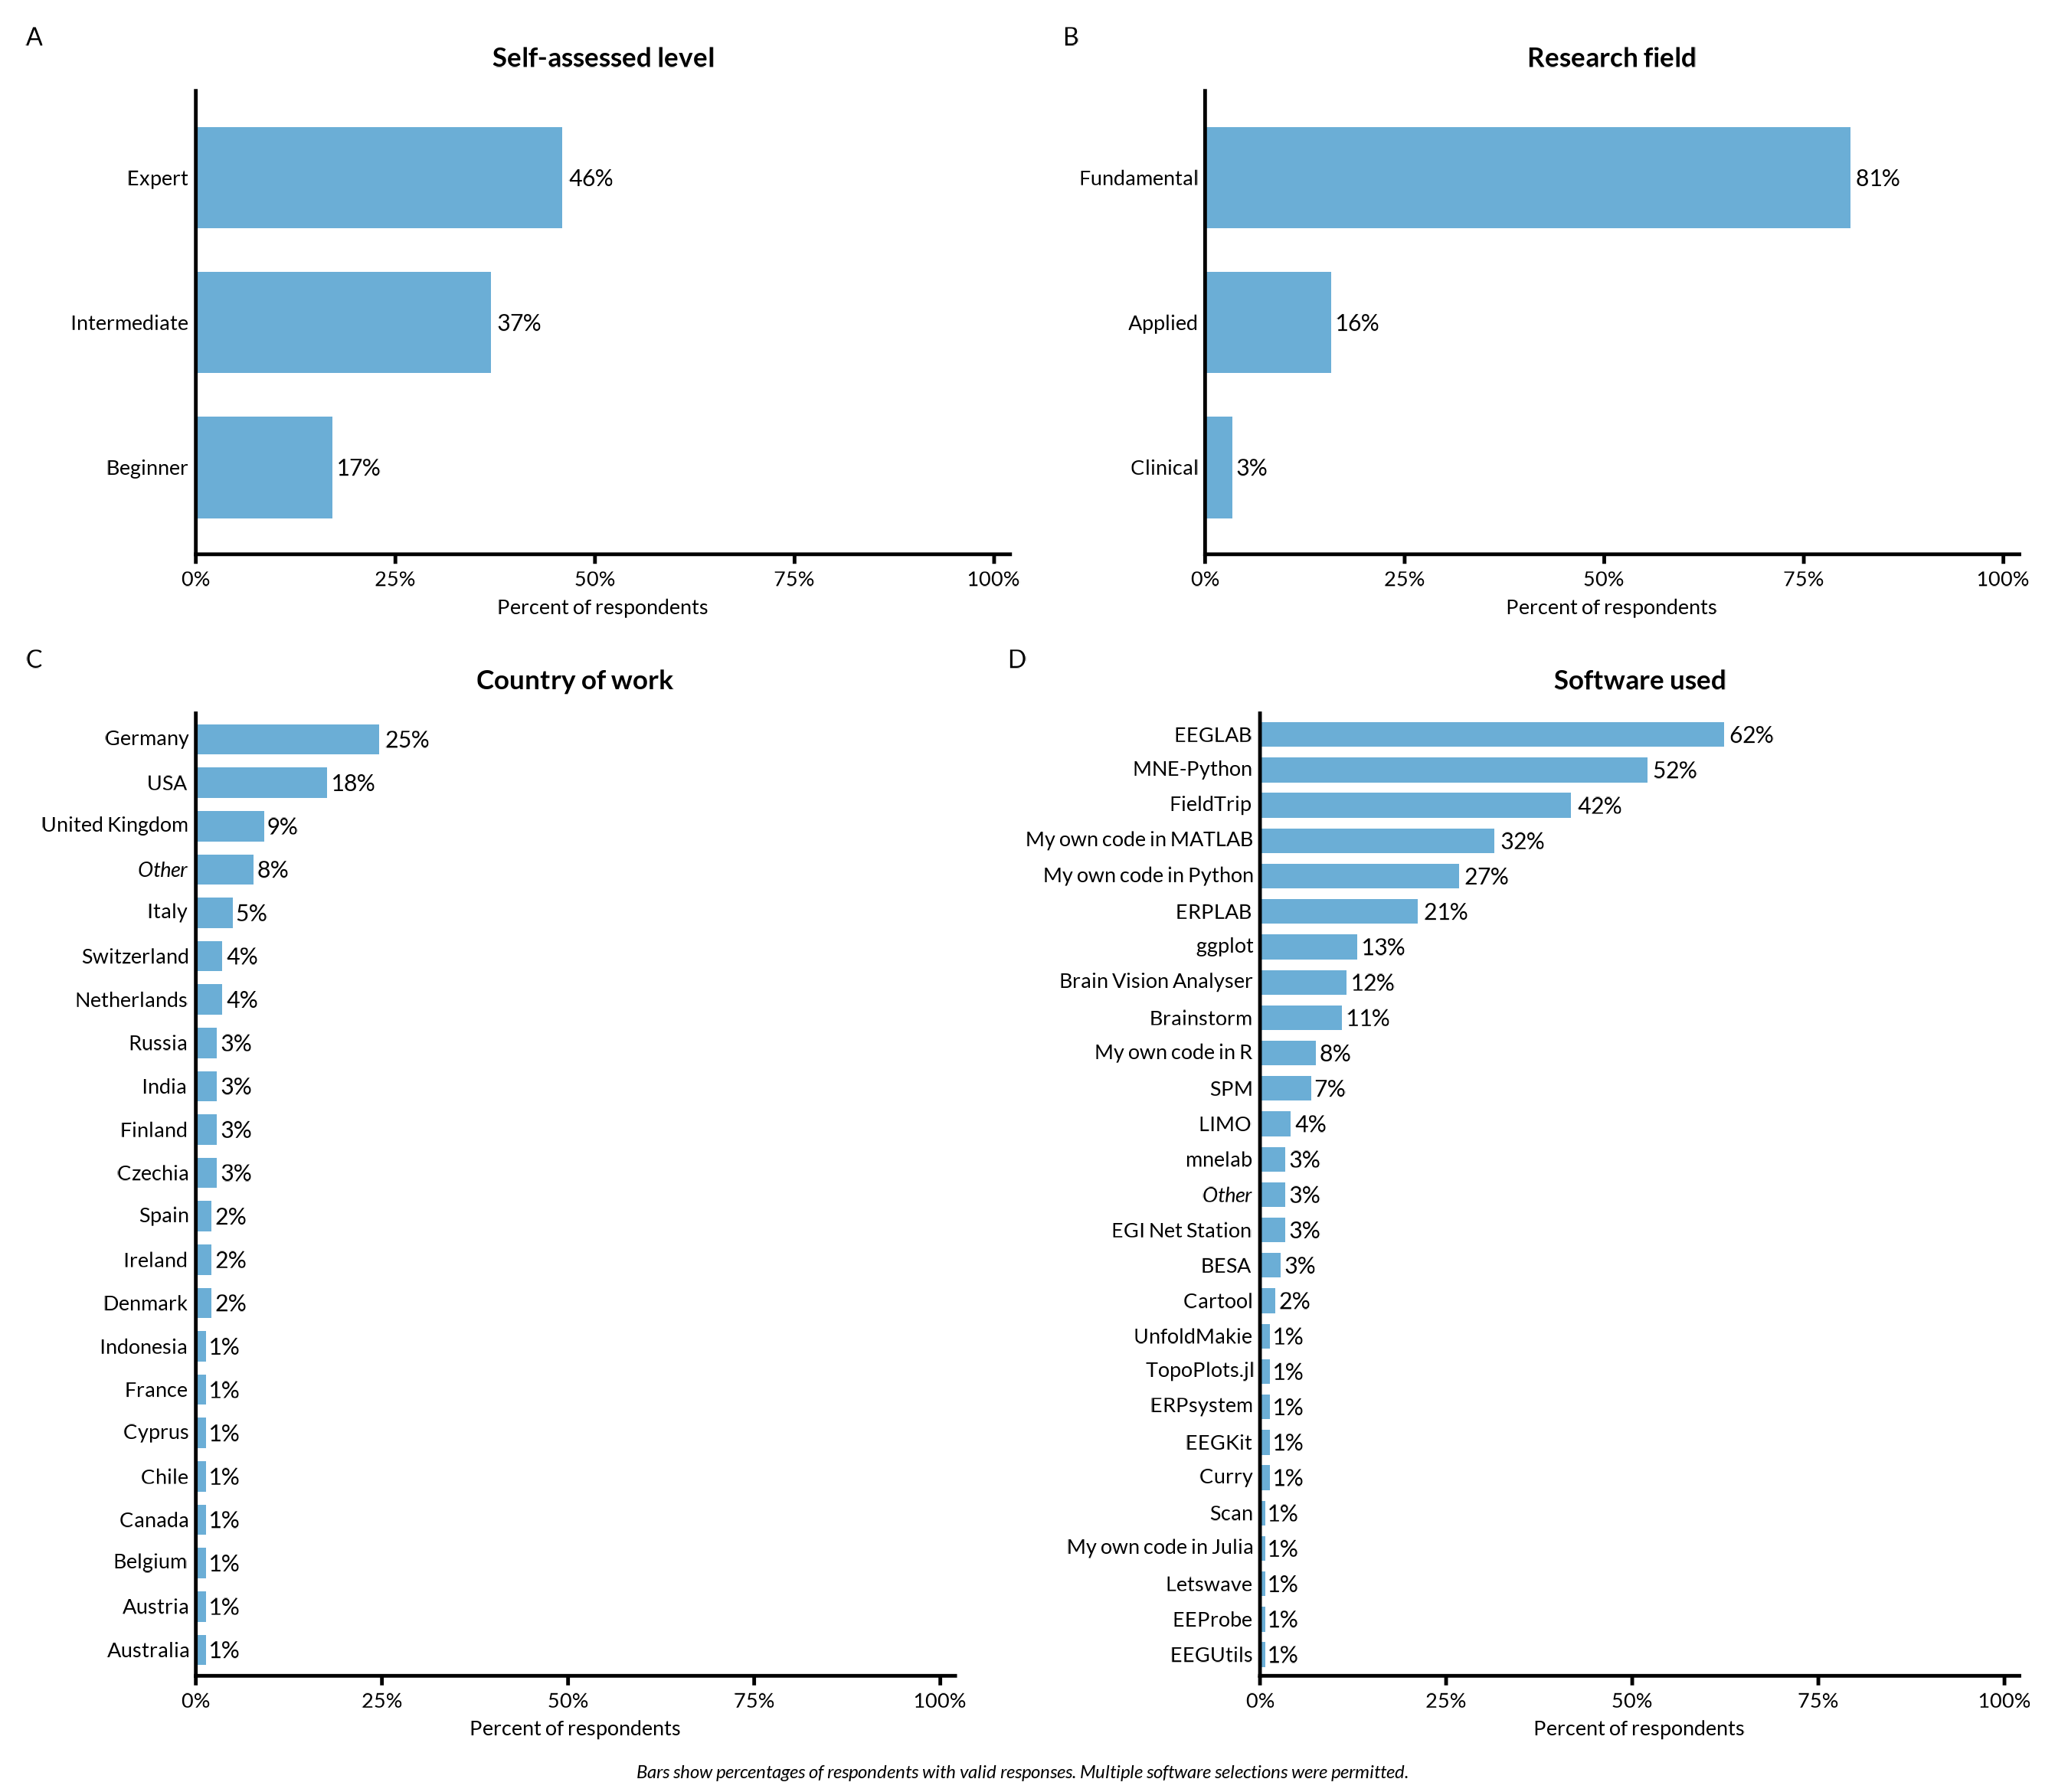 A
Self-assessed level
Expert
46%
Intermediate
37%
Beginner
17%
0% 25% 50% 75% 100%
Percent of respondents
B
Research field
Fundamental
81%
Applied
16%
Clinical
3%
0% 25% 50% 75% 100%
Percent of respondents
C
Country of work
Germany 25%
USA 18%
United Kingdom 9%
Other 8%
Italy 5%
Switzerland 4%
Netherlands 4%
Russia 3%
India 3%
Finland 3%
Czechia 3%
Spain 2%
Ireland 2%
Denmark 2%
Indonesia 1%
France 1%
Cyprus 1%
Chile 1%
Canada 1%
Belgium 1%
Austria 1%
Australia 1%
0% 25% 50% 75% 100%
Percent of respondents
D
Software used
EEGLAB 62%
MNE-Python 52%
FieldTrip 42%
My own code in MATLAB 32%
My own code in Python 27%
ERPLAB 21%
ggplot 13%
Brain Vision Analyser 12%
Brainstorm 11%
My own code in R 8%
SPM 7%
LIMO 4%
mnelab 3%
Other 3%
EGI Net Station 3%
BESA 3%
Cartool 2%
UnfoldMakie 1%
TopoPlots.jl 1%
ERPsystem 1%
EEGKit 1%
Curry 1%
Scan 1%
My own code in Julia 1%
Letswave 1%
EEProbe 1%
EEGUtils 1%
0% 25% 50% 75% 100%
Percent of respondents
Bars show percentages of respondents with valid responses. Multiple software selections were permitted.